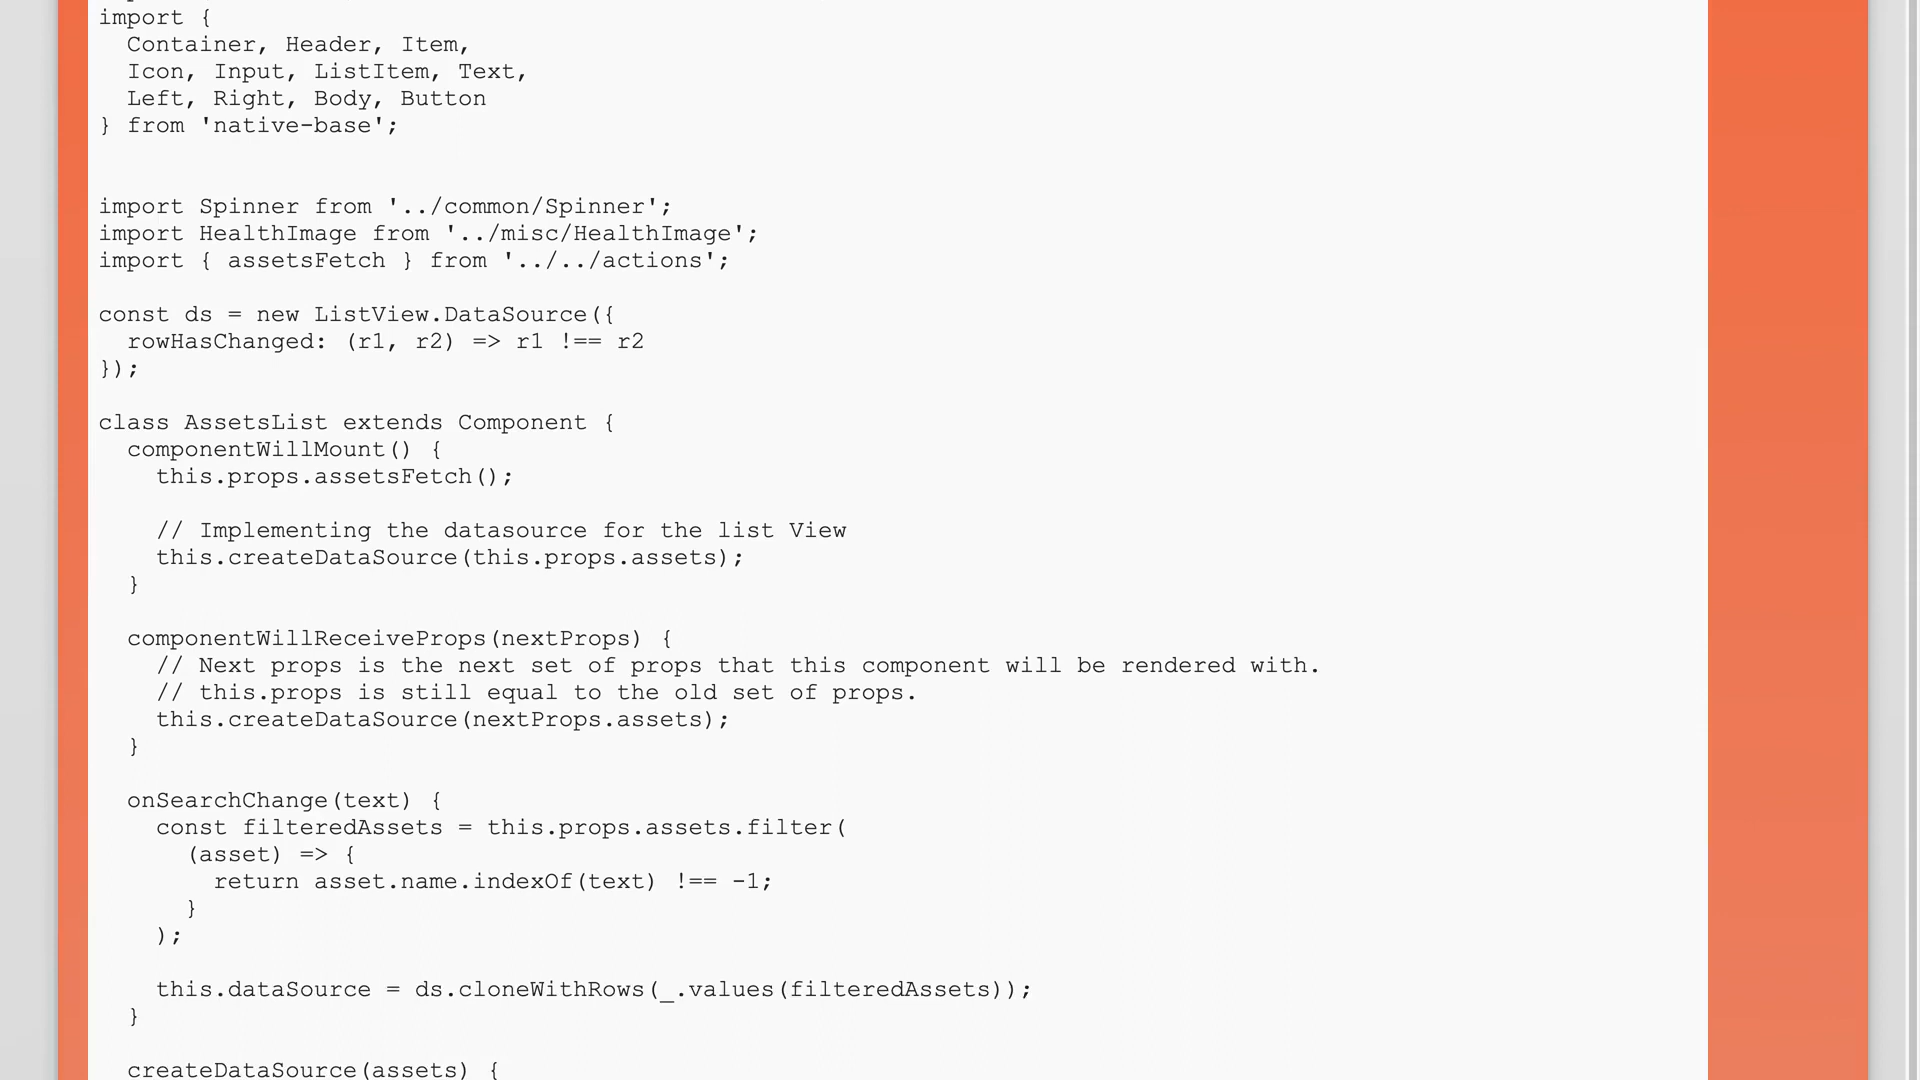 import {
  Container, Header, Item,
  Icon, Input, ListItem, Text,
  Left, Right, Body, Button
} from 'native-base';
import Spinner from '../common/Spinner';
import HealthImage from '../misc/HealthImage';
import { assetsFetch } from '../../actions';
const ds = new ListView.DataSource({
  rowHasChanged: (r1, r2) => r1 !== r2
});
class AssetsList extends Component {
  componentWillMount() {
    this.props.assetsFetch();
    // Implementing the datasource for the list View
    this.createDataSource(this.props.assets);
  }
  componentWillReceiveProps(nextProps) {
    // Next props is the next set of props that this component will be rendered with.
    // this.props is still equal to the old set of props.
    this.createDataSource(nextProps.assets);
  }
  onSearchChange(text) {
    const filteredAssets = this.props.assets.filter(
      (asset) => {
        return asset.name.indexOf(text) !== -1;
      }
    );
    this.dataSource = ds.cloneWithRows(_.values(filteredAssets));
  }
  createDataSource(assets) {